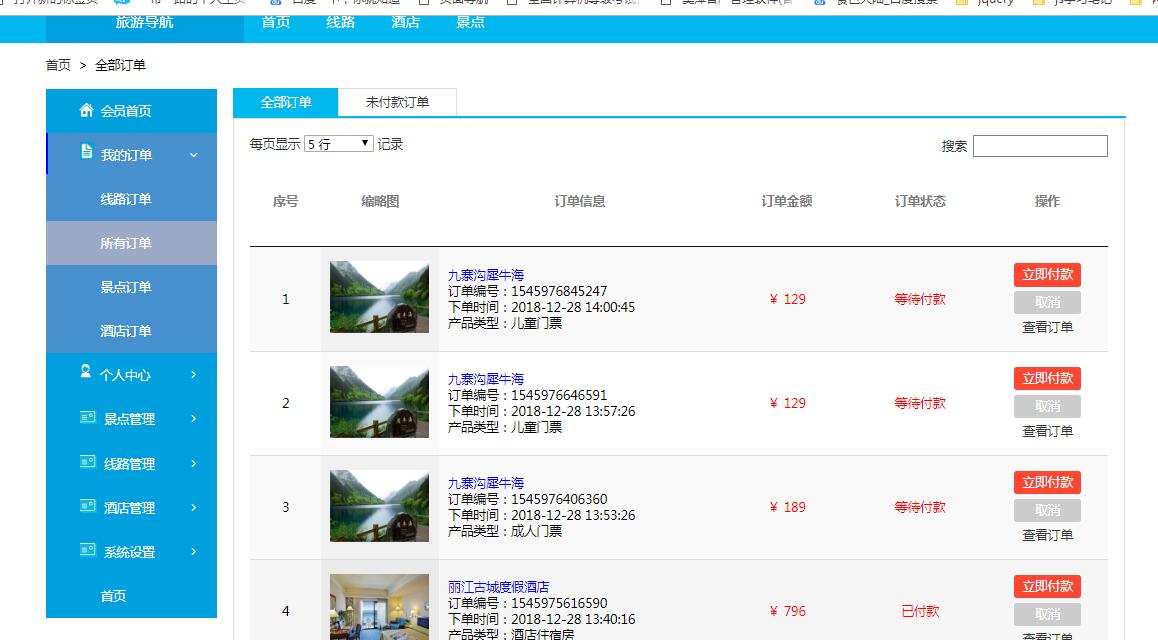 旅游导航 首页 线路 酒店 景点
首页 > 全部订单
会员首页
我的订单
线路订单
所有订单
景点订单
酒店订单
个人中心
景点管理
线路管理
酒店管理
系统设置
首页
全部订单 未付款订单
每页显示 5 行 记录 搜索
序号 缩略图 订单信息 订单金额 订单状态 操作
九寨沟犀牛海
订单编号：1545976845247
1 下单时间：2018-12-28 14:00:45 ￥ 129 等待付款
产品类型：儿童门票
立即付款
取消
查看订单
九寨沟犀牛海
订单编号：1545976646591
2 下单时间：2018-12-28 13:57:26 ￥ 129 等待付款
产品类型：儿童门票
立即付款
取消
查看订单
九寨沟犀牛海
订单编号：1545976406360
3 下单时间：2018-12-28 13:53:26 ￥ 189 等待付款
产品类型：成人门票
立即付款
取消
查看订单
丽江古城度假酒店
订单编号：1545975616590
4 下单时间：2018-12-28 13:40:16 ￥ 796 已付款
产品类型：酒店住宿房
立即付款
取消
查看订单